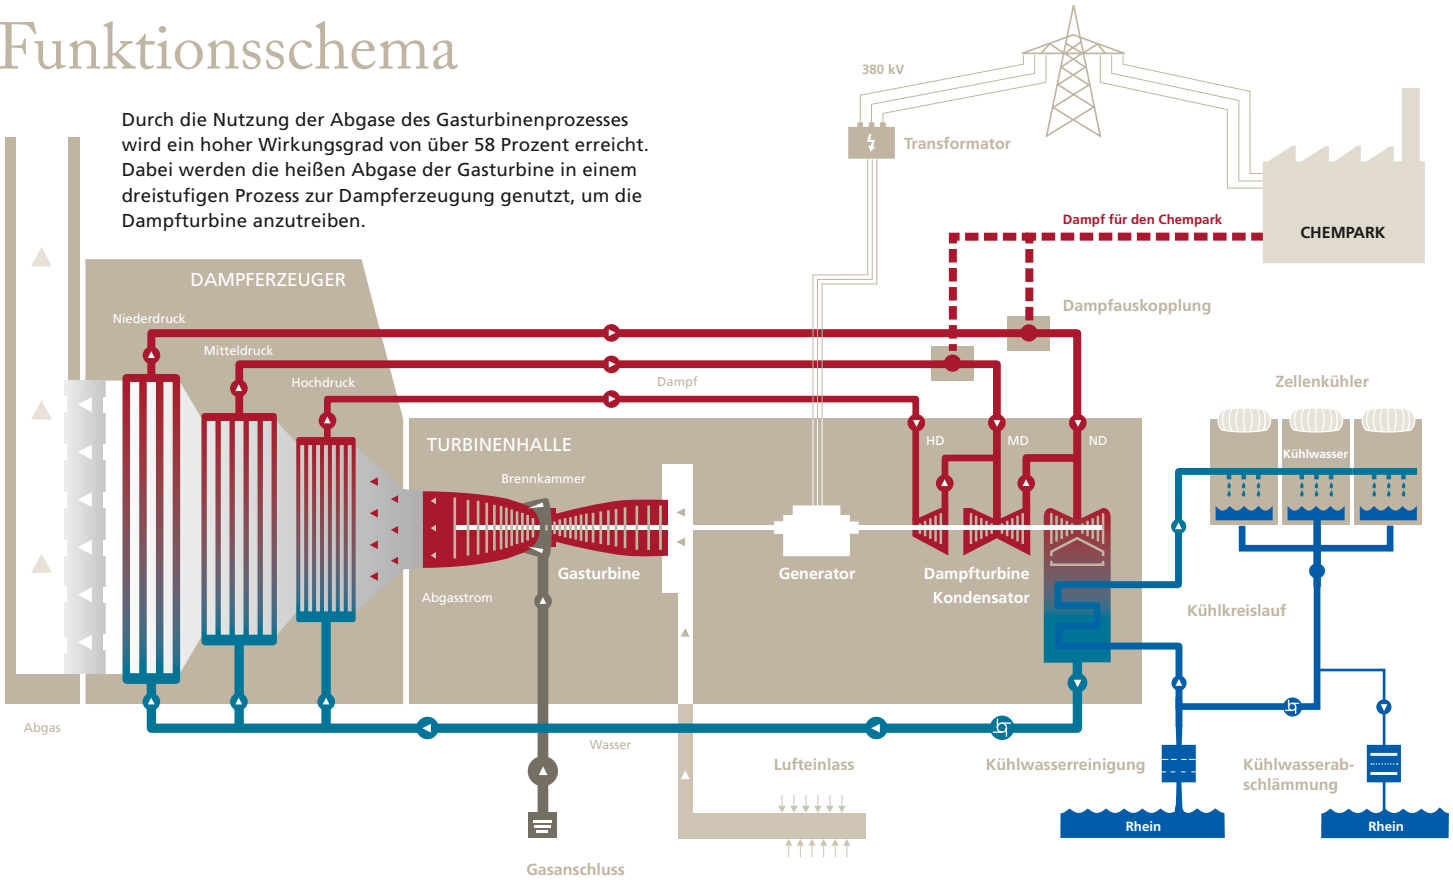 Funktionsschema
Durch die Nutzung der Abgase des Gasturbinenprozesses
wird ein hoher Wirkungsgrad von über 58 Prozent erreicht.
Dabei werden die heißen Abgase der Gasturbine in einem
dreistufigen Prozess zur Dampferzeugung genutzt, um die
Dampfturbine anzutreiben.
380 kV
Transformator
Dampf für den Chempark
CHEMPARK
DAMPFERZEUGER
Dampfauskopplung
Niederdruck
Mitteldruck
Hochdruck
Dampf
Zellenkühler
TURBINENHALLE
HD
MD
ND
Kühlwasser
Brennkammer
Gasturbine
Generator
Dampfturbine
Kondensator
Abgasstrom
Kühlkreislauf
Abgas
Wasser
Lufteinlass
Kühlwasserreinigung
Kühlwasserab-
schlämmung
Rhein
Rhein
Gasanschluss